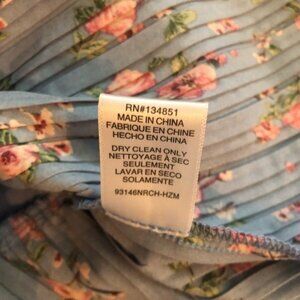 RN#134851
MADE IN CHINA
FABRIQUE EN CHINE
HECHO EN CHINA
DRY CLEAN ONLY
NETTOYAGE À SEC
SEULEMENT
LAVAR EN SECO
SOLAMENTE
93146NRCH-HZM